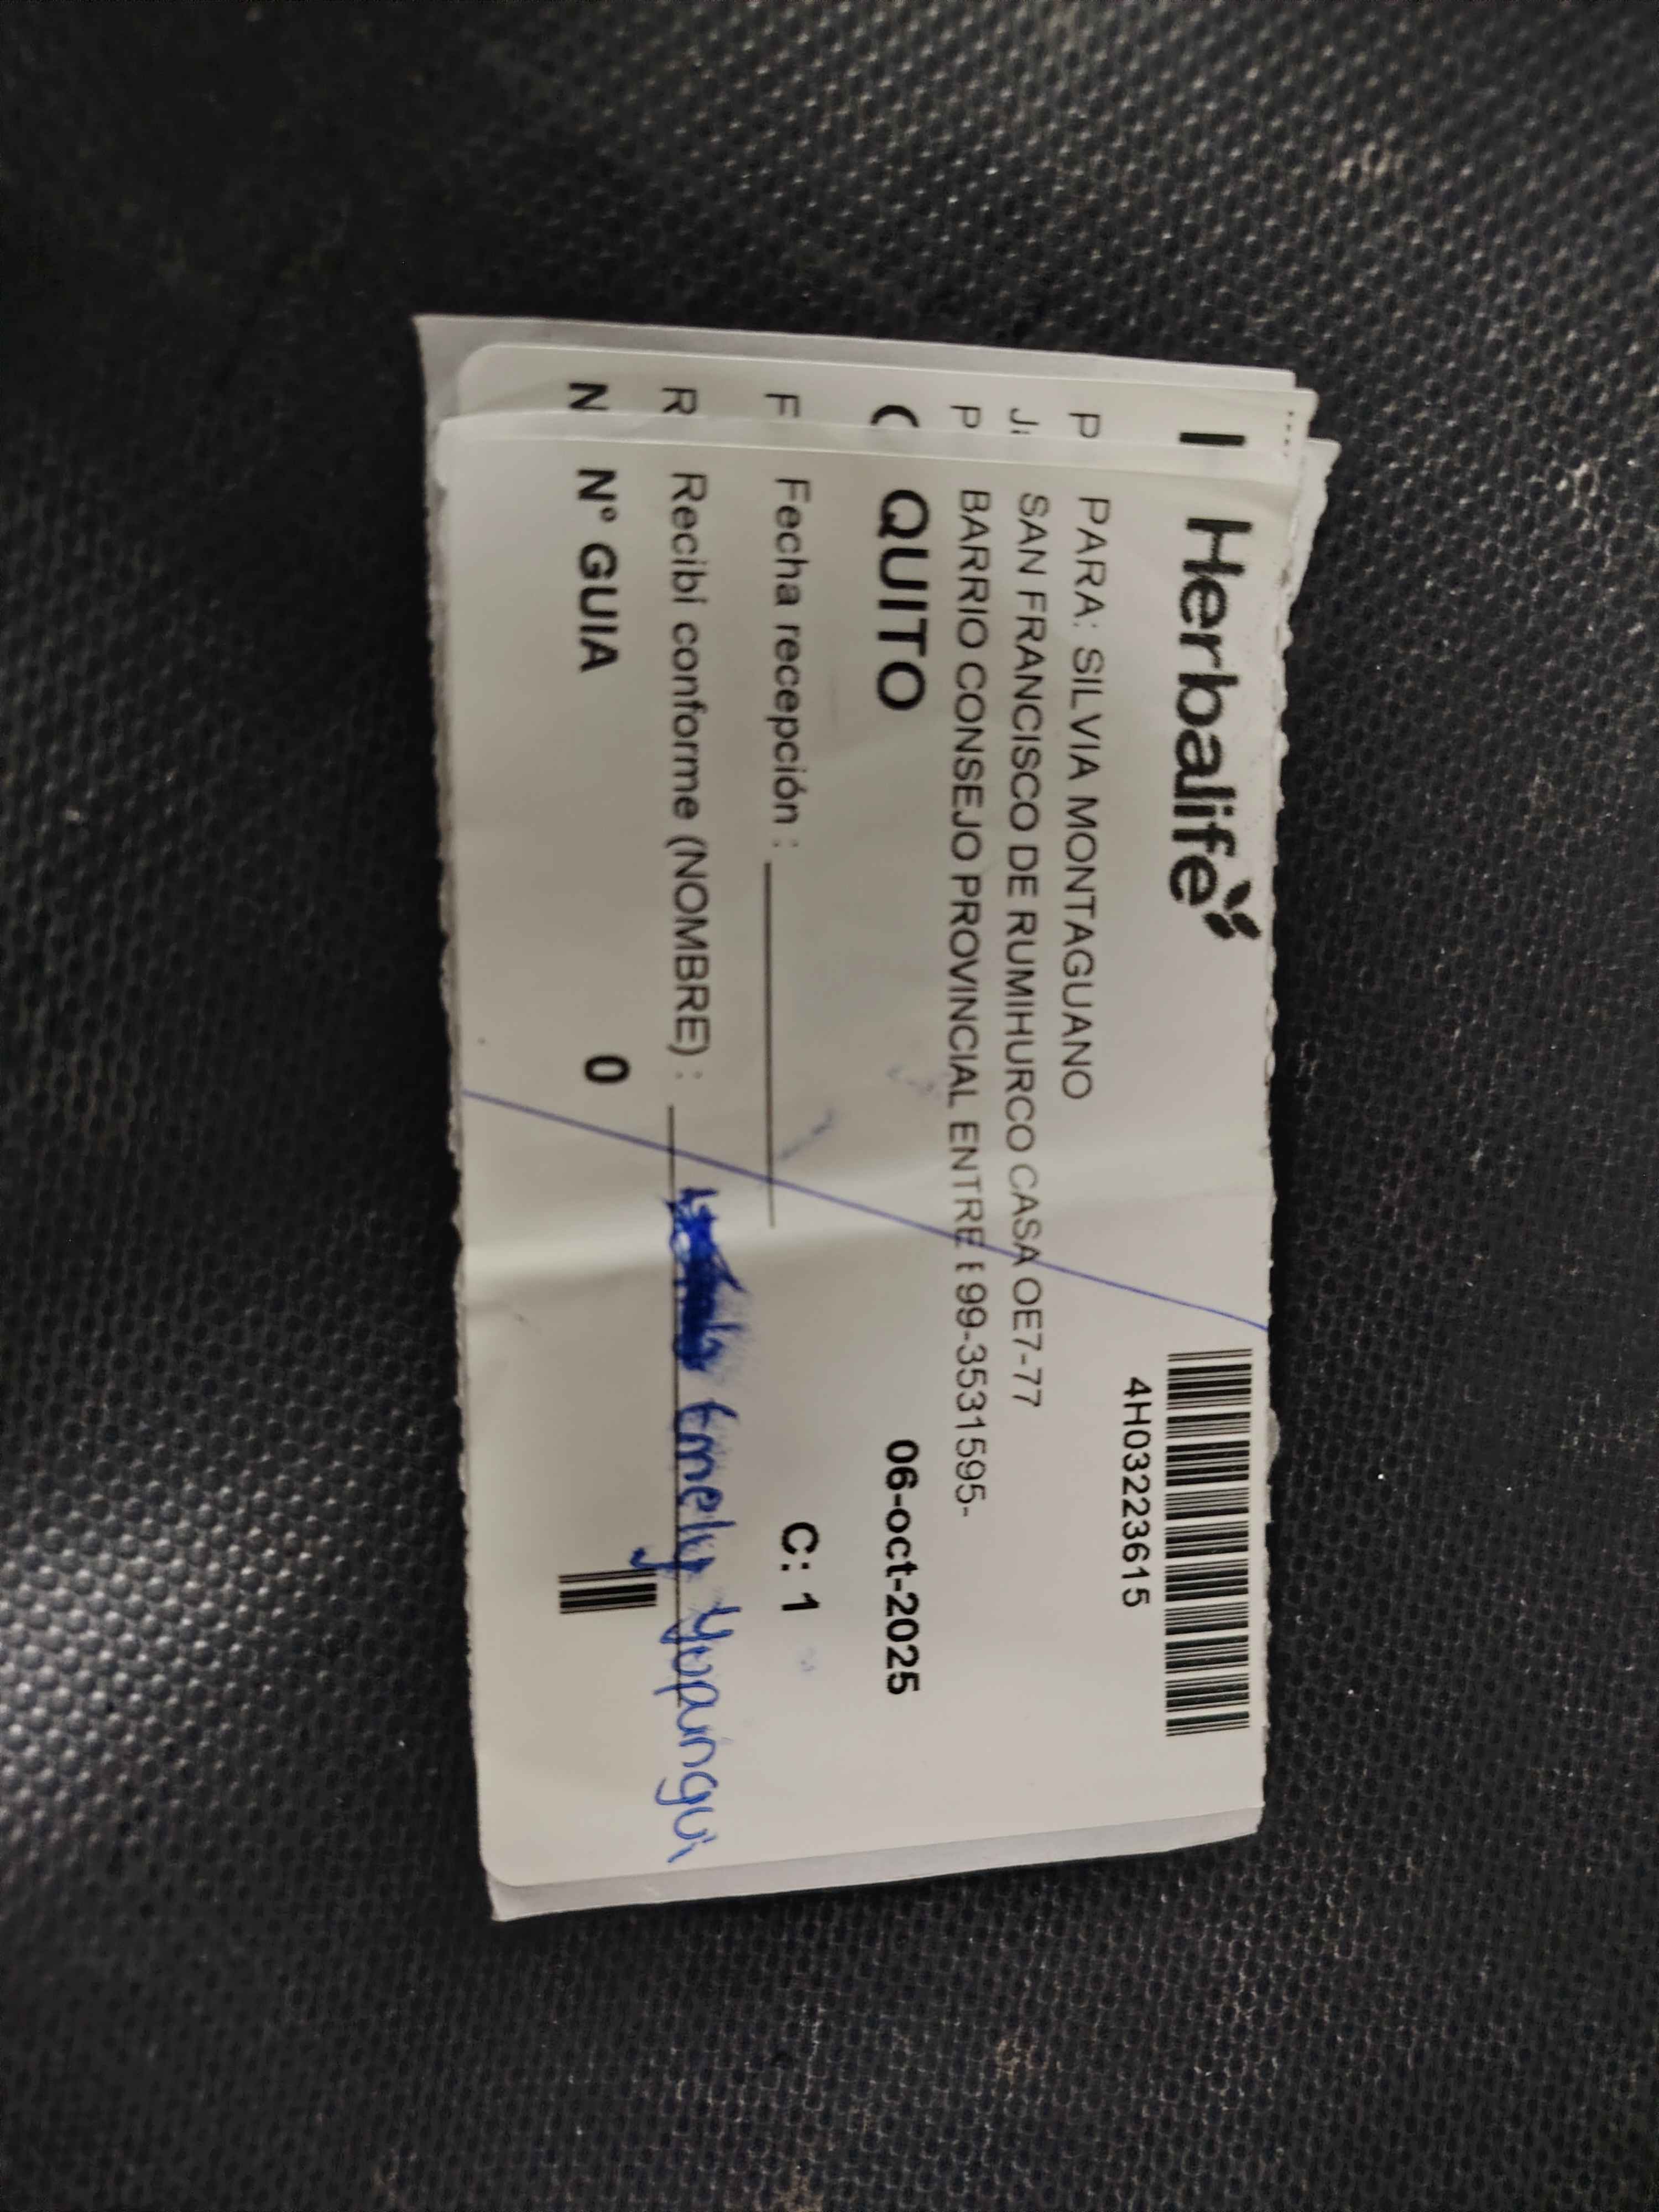 Herbalife
4H03223615
PARA: SILVIA MONTAGUANO
SAN FRANCISCO DE RUMIHURCO CASA OE7-77
BARRIO CONSEJO PROVINCIAL ENTRE 99-3531595-
QUITO 06-oct-2025
Fecha recepción : C: 1
Recibí conforme (NOMBRE) : Emely Yupangui
Nº GUIA 0